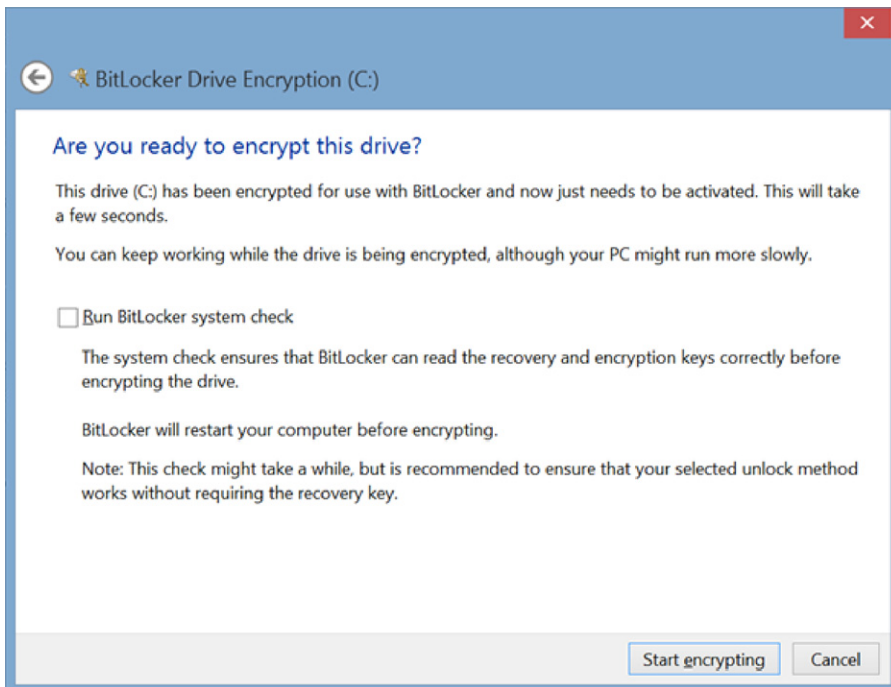 BitLocker Drive Encryption (C:)
Are you ready to encrypt this drive?
This drive (C:) has been encrypted for use with BitLocker and now just needs to be activated. This will take
a few seconds.
You can keep working while the drive is being encrypted, although your PC might run more slowly.
Run BitLocker system check
The system check ensures that BitLocker can read the recovery and encryption keys correctly before
encrypting the drive.
BitLocker will restart your computer before encrypting.
Note: This check might take a while, but is recommended to ensure that your selected unlock method
works without requiring the recovery key.
Start encrypting Cancel